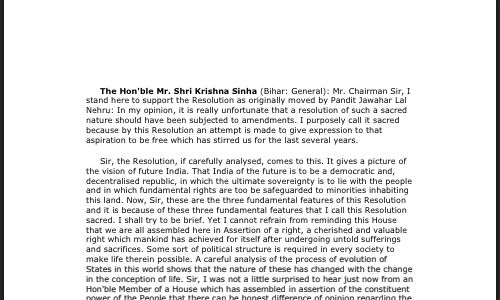 The Hon'ble Mr. Shri Krishna Sinha (Bihar: General): Mr. Chairman Sir, I
stand here to support the Resolution as originally moved by Pandit Jawahar Lal
Nehru: In my opinion, it is really unfortunate that a resolution of such a sacred
nature should have been subjected to amendments. I purposely call it sacred
because by this Resolution an attempt is made to give expression to that
aspiration to be free which has stirred us for the last several years.
Sir, the Resolution, if carefully analysed, comes to this. It gives a picture of
the vision of future India. That India of the future is to be a democratic and,
decentralised republic, in which the ultimate sovereignty is to lie with the people
and in which fundamental rights are too be safeguarded to minorities inhabiting
this land. Now, Sir, these are the three fundamental features of this Resolution
and it is because of these three fundamental features that I call this Resolution
sacred. I shall try to be brief. Yet I cannot refrain from reminding this House
that we are all assembled here in Assertion of a right, a cherished and valuable
right which mankind has achieved for itself after undergoing untold sufferings
and sacrifices. Some sort of political structure is required in every society to
make life therein possible. A careful analysis of the process of evolution of
States in this world shows that the nature of these has changed with the change
in the conception of life. Sir, I was not a little surprised to hear just now from an
Hon'ble Member of a House which has assembled in assertion of the constituent
power of the People that there can be honest difference of opinion regarding the